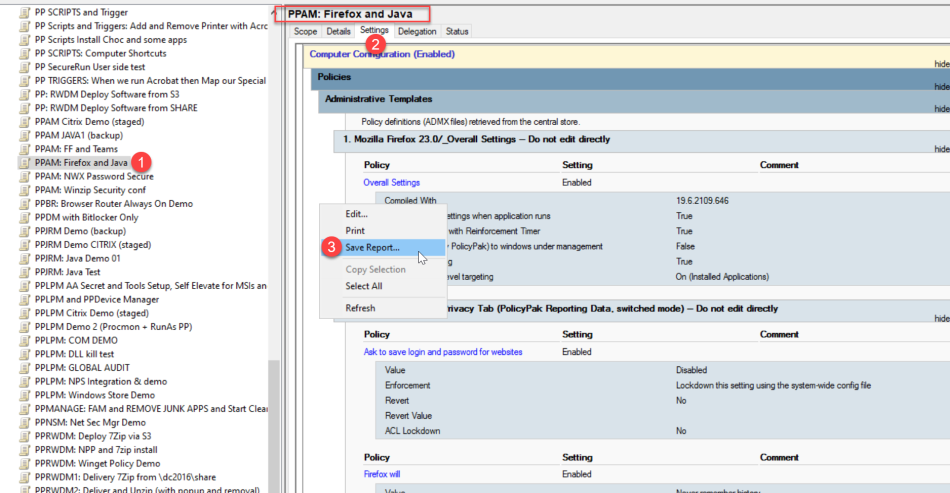 PP SCRIPTS and Trigger
PP Scripts and Triggers: Add and Remove Printer with Acro
PP Scripts Install Choc and some apps
PP SCRIPTS: Computer Shortcuts
PP SecureRun User side test
PP TRIGGERS: When we run Acrobat then Map our Special
PP: RWDM Deploy Software from S3
PP: RWDM Deploy Software from SHARE
PPAM Citrix Demo (staged)
PPAM JAVA1 (backup)
PPAM: FF and Teams
PPAM: Firefox and Java
1
PPAM: NWX Password Secure
PPAM: Winzip Security conf
PPBR: Browser Router Always On Demo
PPDM with Bitlocker Only
PPJRM Demo (backup)
PPJRM Demo CITRIX (staged)
PPJRM: Java Demo 01
PPJRM: Java Test
PPLPM AA Secret and Tools Setup, Self Elevate for MSIs an
PPLPM and PPDevice Manager
PPLPM Citrix Demo (staged)
PPLPM Demo 2 (Procmon + RunAs PP)
PPLPM: COM DEMO
PPLPM: DLL kill test
PPLPM: GLOBAL AUDIT
PPLPM: NPS Integration & demo
PPLPM: Windows Store Demo
PPMANAGE: FAM and REMOVE JUNK APPS and Start Clear
PPNSM: Net Sec Mgr Demo
PPRWDM: Deploy 7Zip via S3
PPRWDM: NPP and 7zip install
PPRWDM: Winget Policy Demo
PPRWDM1: Delivery 7Zip from \dc2016\share
PPRWDM2: Deliver and Unzip (with popup and removal)
PPAM: Firefox and Java
Scope Details Settings Delegation Status
2
Computer Configuration (Enabled)
hide
Policies
hide
Administrative Templates
hide
Policy definitions (ADMX files) retrieved from the central store.
1. Mozilla Firefox 23.0/_Overall Settings -- Do not edit directly
hide
Policy Setting Comment
Overall Settings Enabled
Compiled With 19.6.2109.646
ettings when application runs True
with Reinforcement Timer True
PolicyPak) to windows under management False
g True
evel targeting On (Installed Applications)
Edit...
Print
3
Save Report...
Copy Selection
Select All
Refresh
rivacy Tab (PolicyPak Reporting Data, switched mode) -- Do not edit directly
hide
Policy Setting Comment
Ask to save login and password for websites Enabled
Value Disabled
Enforcement Lockdown this setting using the system-wide config file
Revert No
Revert Value
ACL Lockdown No
Policy Setting Comment
Firefox will Enabled
Value Never remember history